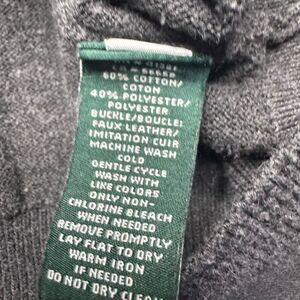 60% COTTON/
COTON
40% POLYESTER/
POLYESTER
BUCKLE/BOUCLE:
FAUX LEATHER/
IMITATION CUIR
MACHINE WASH
COLD
GENTLE CYCLE
WASH WITH
LIKE COLORS
ONLY NON-
CHLORINE BLEACH
WHEN NEEDED
REMOVE PROMPTLY
LAY FLAT TO DRY
WARM IRON
IF NEEDED
DO NOT DRY CLEAN